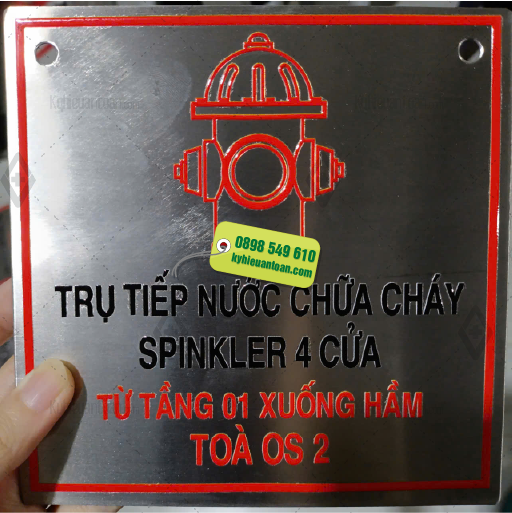 0898 549 610
kyhieuantoan.com
TRỤ TIẾP NƯỚC CHỮA CHÁY
SPINKLER 4 CỬA
TỪ TẦNG 01 XUỐNG HẦM
TOÀ OS 2